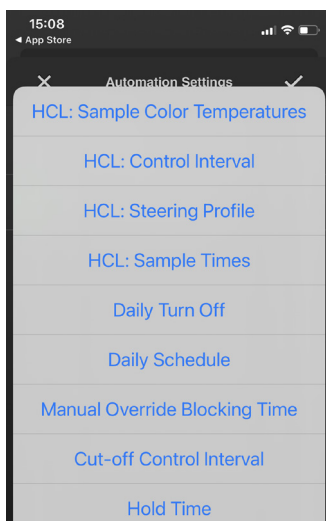 15:08
◀ App Store
Automation Settings
HCL: Sample Color Temperatures
HCL: Control Interval
HCL: Steering Profile
HCL: Sample Times
Daily Turn Off
Daily Schedule
Manual Override Blocking Time
Cut-off Control Interval
Hold Time